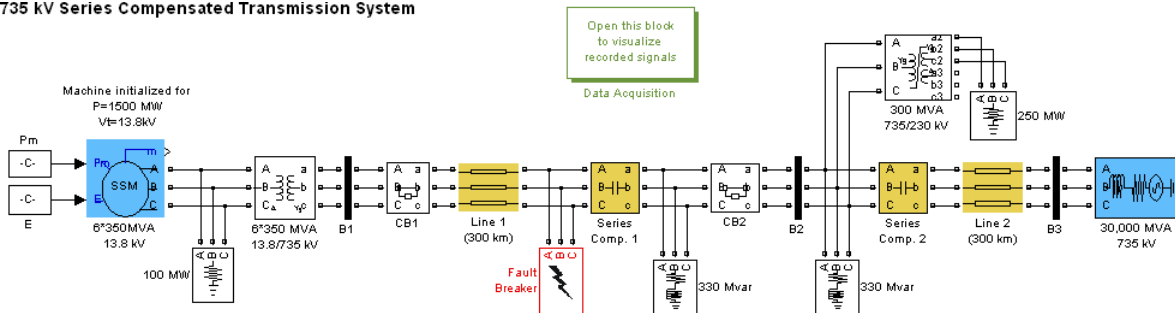 735 kV Series Compensated Transmission System
Open this block
to visualize
recorded signals
Data Acquisition
Machine initialized for
P=1500 MW
Vt=13.8kV
Pm
-C-
-C-
E
Pm
E
m
SSM
A
B
C
6*350MVA
13.8 kV
A B C
100 MW
A a
B b
C c
Yg
6*350 MVA
13.8/735 kV
B1
A a
B b
C c
CB1
Line 1
(300 km)
A B C
Fault
Breaker
A a
B b
C c
Series
Comp. 1
A B C
330 Mvar
A a
B b
C c
CB2
B2
A B C
330 Mvar
A
B
C
Yg
a2
b2
c2
a3
b3
c3
300 MVA
735/230 kV
A B C
250 MW
A a
B b
C c
Series
Comp. 2
Line 2
(300 km)
B3
A
B
C
30,000 MVA
735 kV